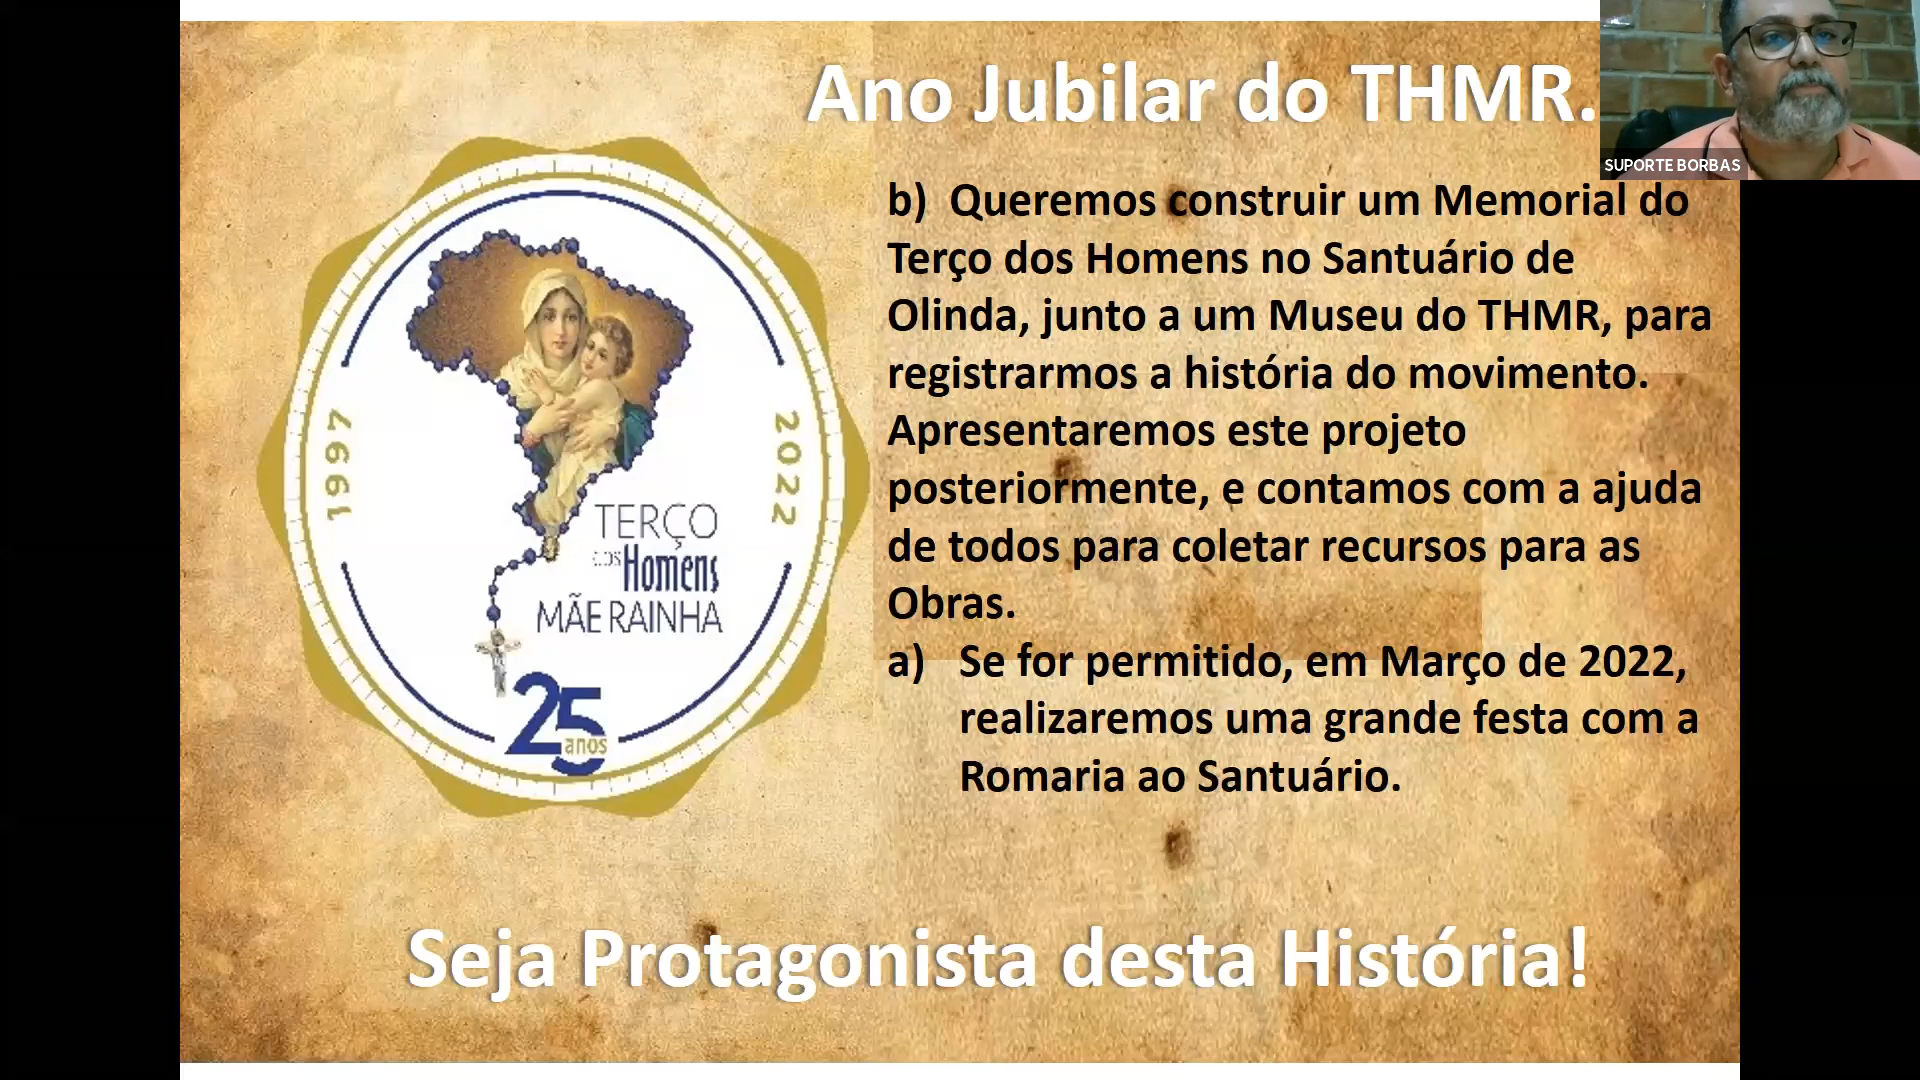 Ano Jubilar do THMR.
SUPORTE BORBAS
b) Queremos construir um Memorial do
Terço dos Homens no Santuário de
Olinda, junto a um Museu do THMR, para
registrarmos a história do movimento.
Apresentaremos este projeto
posteriormente, e contamos com a ajuda
de todos para coletar recursos para as
Obras.
a) Se for permitido, em Março de 2022,
realizaremos uma grande festa com a
Romaria ao Santuário.
1997
2022
TERÇO
dos Homens
MÃE RAINHA
25
anos
Seja Protagonista desta História!